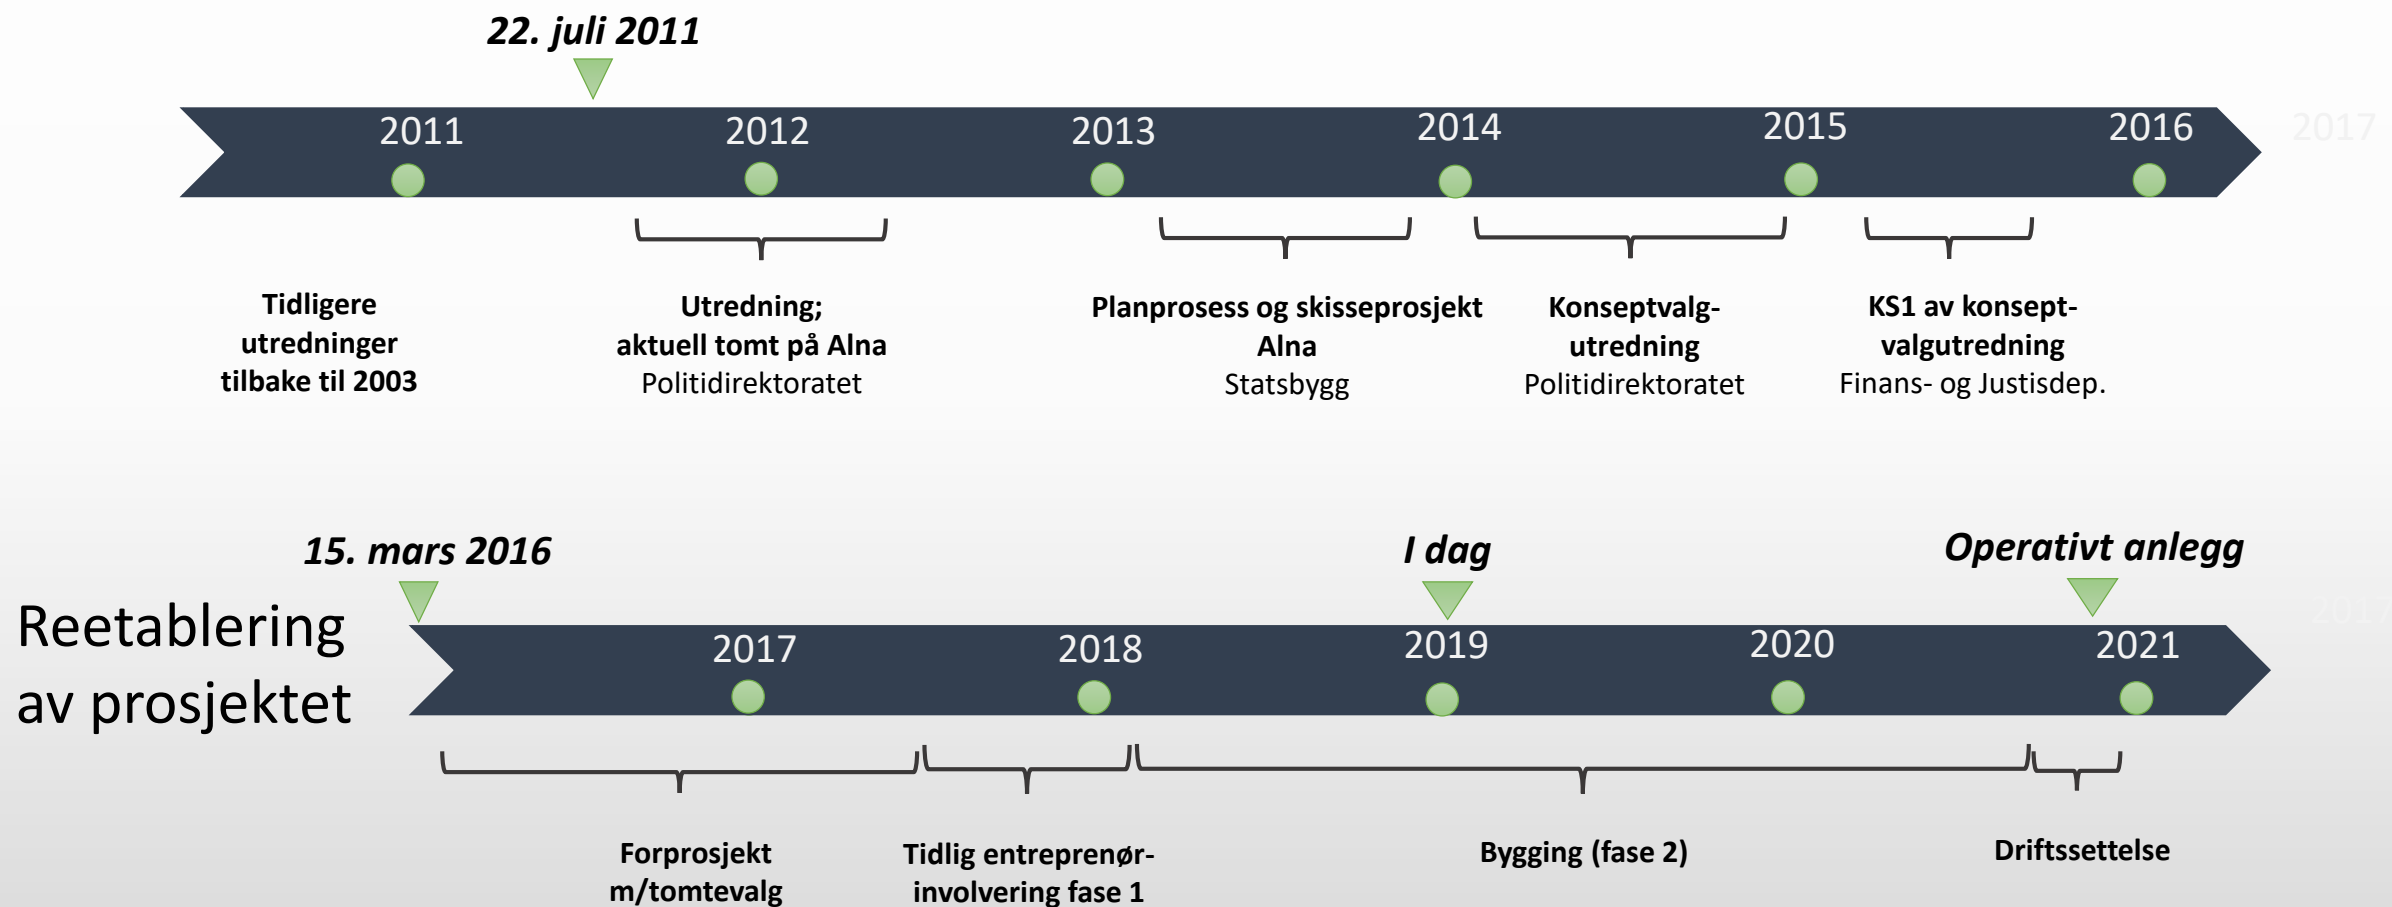 22. juli 2011
2011 2012 2013 2014 2015 2016 2017
Tidligere
utredninger
tilbake til 2003
Utredning;
aktuell tomt på Alna
Politidirektoratet
Planprosess og skisseprosjekt
Alna
Statsbygg
Konseptvalg-
utredning
Politidirektoratet
KS1 av konsept-
valgutredning
Finans- og Justisdep.
15. mars 2016
I dag
Operativt anlegg
Reetablering
av prosjektet
2017 2018 2019 2020 2021 2017
Forprosjekt
m/tomtevalg
Tidlig entreprenør-
involvering fase 1
Bygging (fase 2)
Driftssettelse